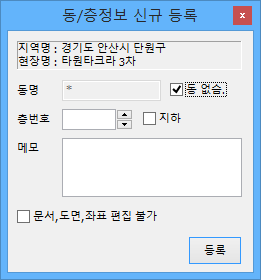 동/층정보 신규 등록
x
지역명 : 경기도 안산시 단원구
현장명 : 타원타크라 3차
동명 * 동 없슴.
층번호 지하
메모
문서,도면,좌표 편집 불가
등록